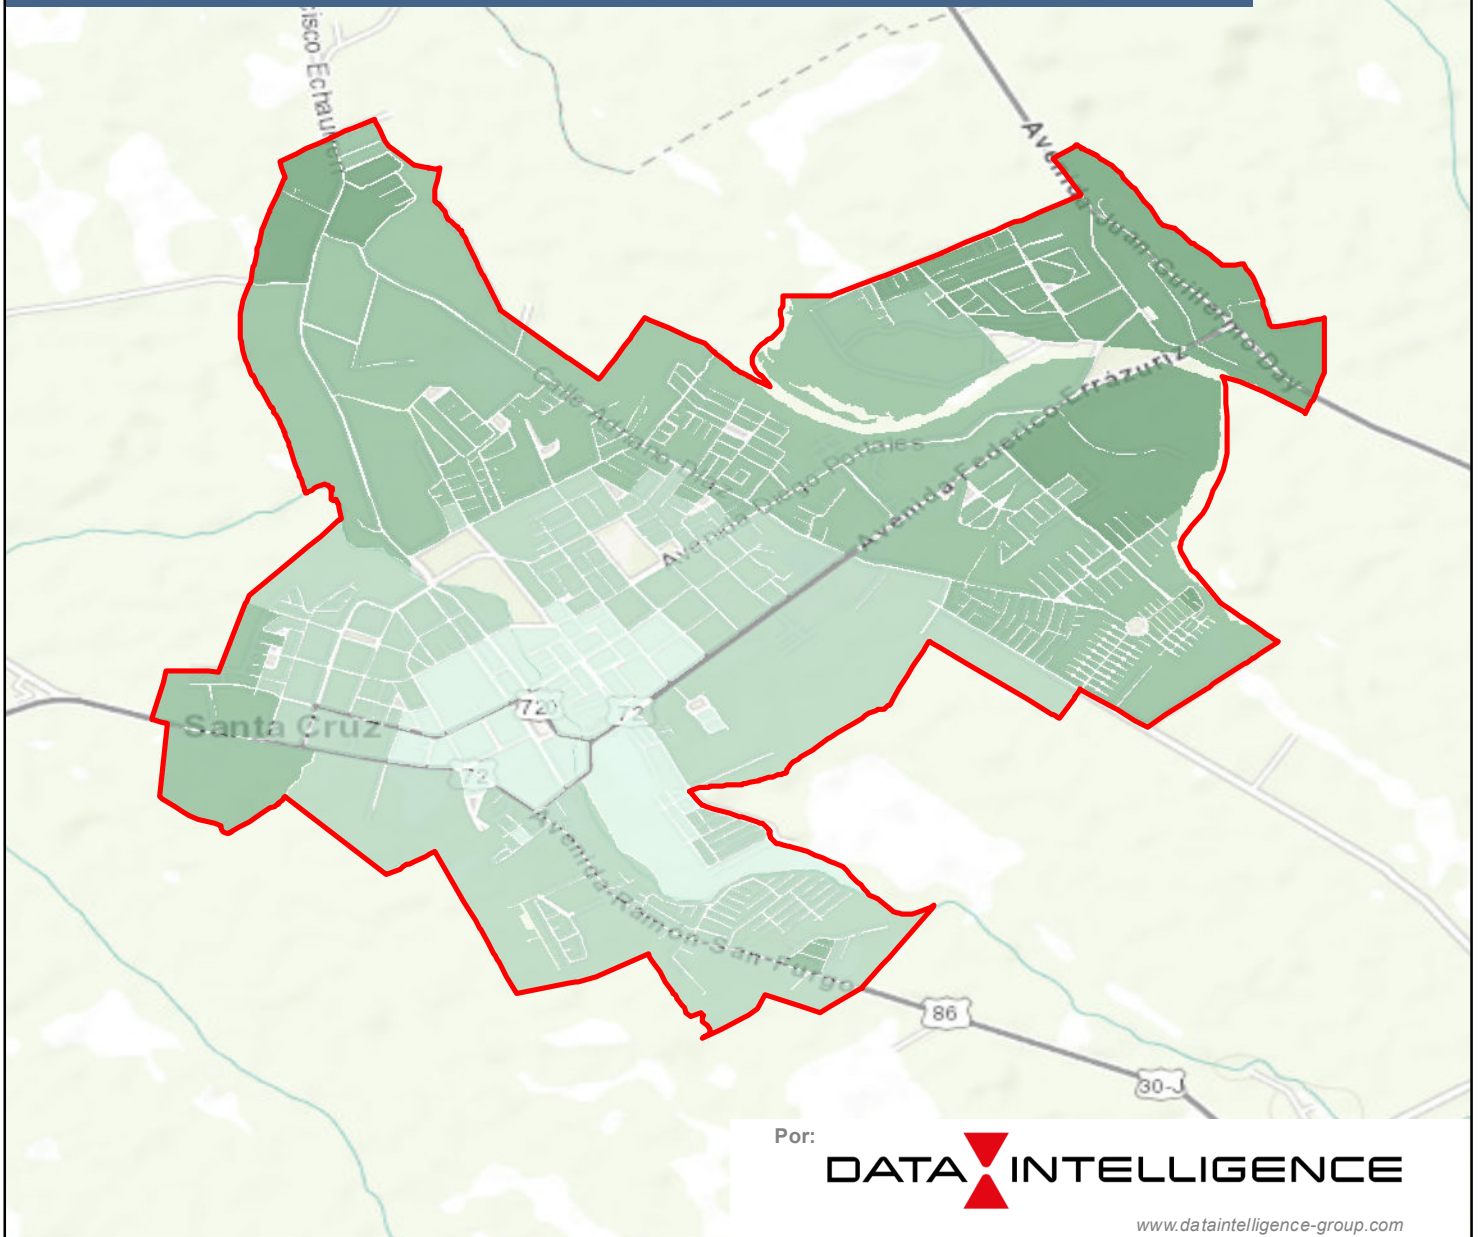 cisco-Echaurren
Avenida-Juan-Guillermo-Day
Calle-Adriano-Díaz
Avenida-Diego-Portales
Avenida-Federico-Errázuriz
Santa Cruz
72
72
72
Avenida-Ramón-San-Furgo
86
30-J
Por:
DATA INTELLIGENCE
www.dataintelligence-group.com